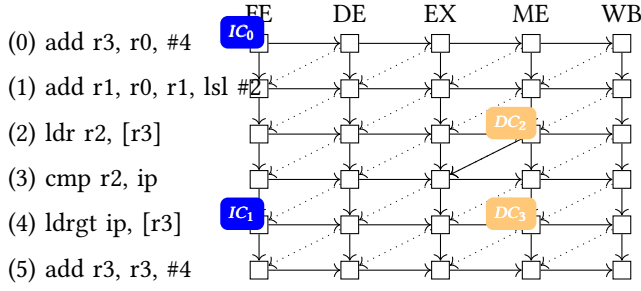 FE DE EX ME WB
(0) add r3, r0, #4 IC0
(1) add r1, r0, r1, lsl #2
(2) ldr r2, [r3] DC2
(3) cmp r2, ip
(4) ldrgt ip, [r3] IC1 DC3
(5) add r3, r3, #4